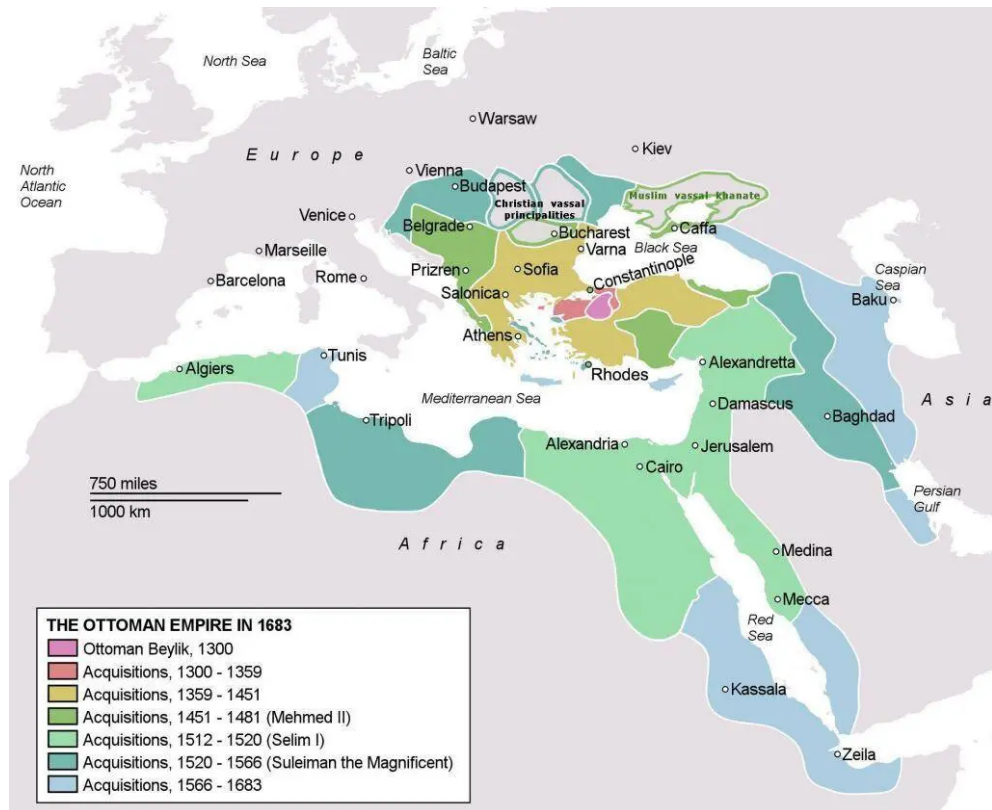 North Sea
Baltic
Sea
Warsaw
Europe
Kiev
North
Atlantic
Ocean
Vienna
Budapest
Christian vassal
principalities
Muslim vassal khanate
Venice
Belgrade
Bucharest
Caffa
Marseille
Varna
Black Sea
Barcelona
Rome
Prizren
Sofia
Constantinople
Caspian
Sea
Baku
Salonica
Athens
Tunis
Algiers
Rhodes
Alexandretta
Mediterranean Sea
Damascus
Asia
Tripoli
Baghdad
Alexandria
Jerusalem
Cairo
750 miles
1000 km
Persian
Gulf
Africa
Medina
Mecca
Red
Sea
Kassala
Zeila
THE OTTOMAN EMPIRE IN 1683
Ottoman Beylik, 1300
Acquisitions, 1300 - 1359
Acquisitions, 1359 - 1451
Acquisitions, 1451 - 1481 (Mehmed II)
Acquisitions, 1512 - 1520 (Selim I)
Acquisitions, 1520 - 1566 (Suleiman the Magnificent)
Acquisitions, 1566 - 1683